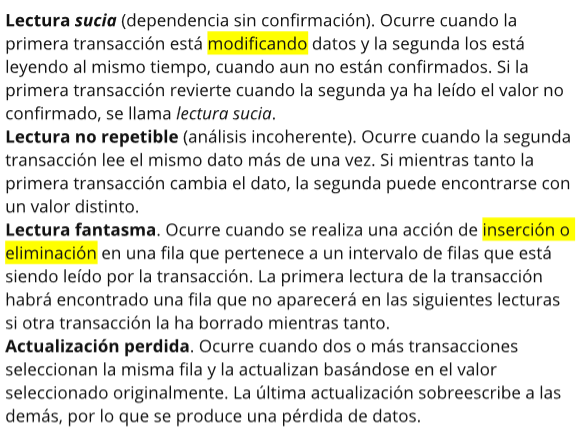 Lectura sucia (dependencia sin confirmación). Ocurre cuando la
primera transacción está modificando datos y la segunda los está
leyendo al mismo tiempo, cuando aun no están confirmados. Si la
primera transacción revierte cuando la segunda ya ha leído el valor no
confirmado, se llama lectura sucia.
Lectura no repetible (análisis incoherente). Ocurre cuando la segunda
transacción lee el mismo dato más de una vez. Si mientras tanto la
primera transacción cambia el dato, la segunda puede encontrarse con
un valor distinto.
Lectura fantasma. Ocurre cuando se realiza una acción de inserción o
eliminación en una fila que pertenece a un intervalo de filas que está
siendo leído por la transacción. La primera lectura de la transacción
habrá encontrado una fila que no aparecerá en las siguientes lecturas
si otra transacción la ha borrado mientras tanto.
Actualización perdida. Ocurre cuando dos o más transacciones
seleccionan la misma fila y la actualizan basándose en el valor
seleccionado originalmente. La última actualización sobreescribe a las
demás, por lo que se produce una pérdida de datos.